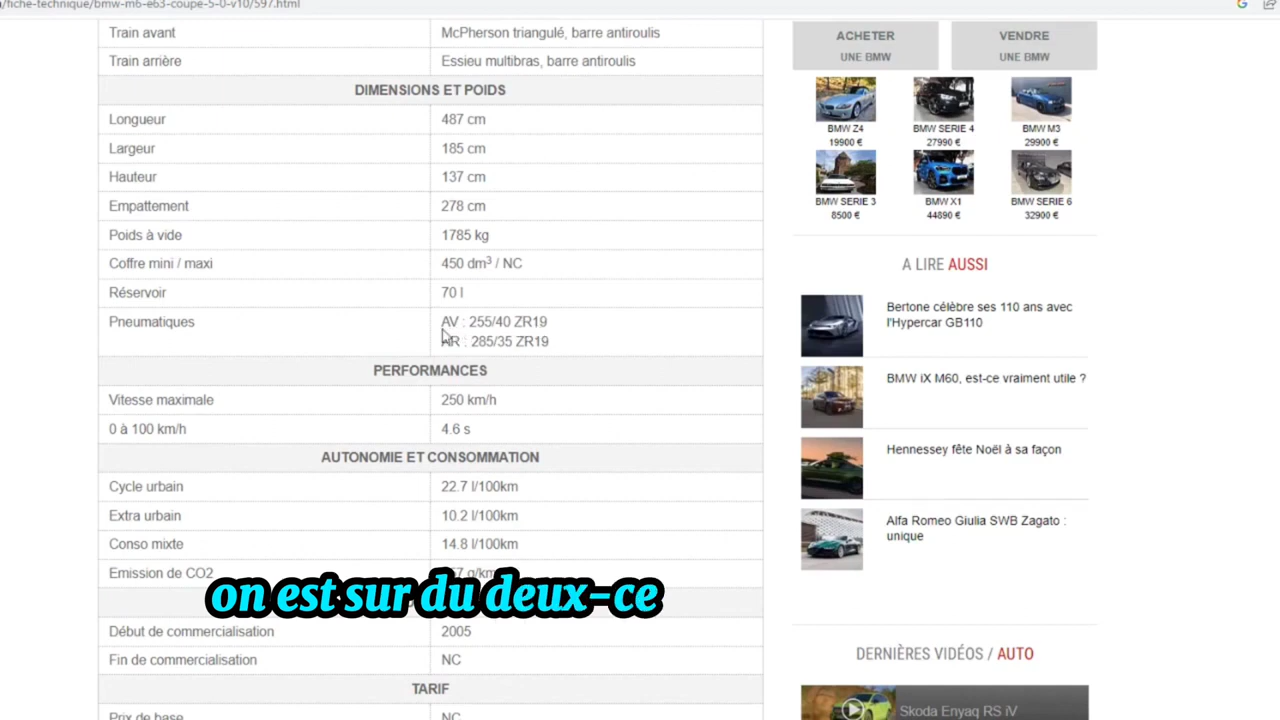 /fiche-technique/bmw-m6-e63-coupe-5-0-v10/597.html
Train avant McPherson triangulé, barre antiroulis
Train arrière Essieu multibras, barre antiroulis
DIMENSIONS ET POIDS
Longueur 487 cm
Largeur 185 cm
Hauteur 137 cm
Empattement 278 cm
Poids à vide 1785 kg
Coffre mini / maxi 450 dm³ / NC
Réservoir 70 l
Pneumatiques AV : 255/40 ZR19
AR : 285/35 ZR19
PERFORMANCES
Vitesse maximale 250 km/h
0 à 100 km/h 4.6 s
AUTONOMIE ET CONSOMMATION
Cycle urbain 22.7 l/100km
Extra urbain 10.2 l/100km
Conso mixte 14.8 l/100km
Emission de CO2 g/km
on est sur du deux-ce
Début de commercialisation 2005
Fin de commercialisation NC
TARIF
Prix de base NC
ACHETER
UNE BMW
VENDRE
UNE BMW
BMW Z4
19900 €
BMW SERIE 4
27990 €
BMW M3
29900 €
BMW SERIE 3
8500 €
BMW X1
44890 €
BMW SERIE 6
32900 €
A LIRE AUSSI
Bertone célèbre ses 110 ans avec
l'Hypercar GB110
BMW iX M60, est-ce vraiment utile ?
Hennessey fête Noël à sa façon
Alfa Romeo Giulia SWB Zagato :
unique
DERNIÈRES VIDÉOS / AUTO
Skoda Enyaq RS iV